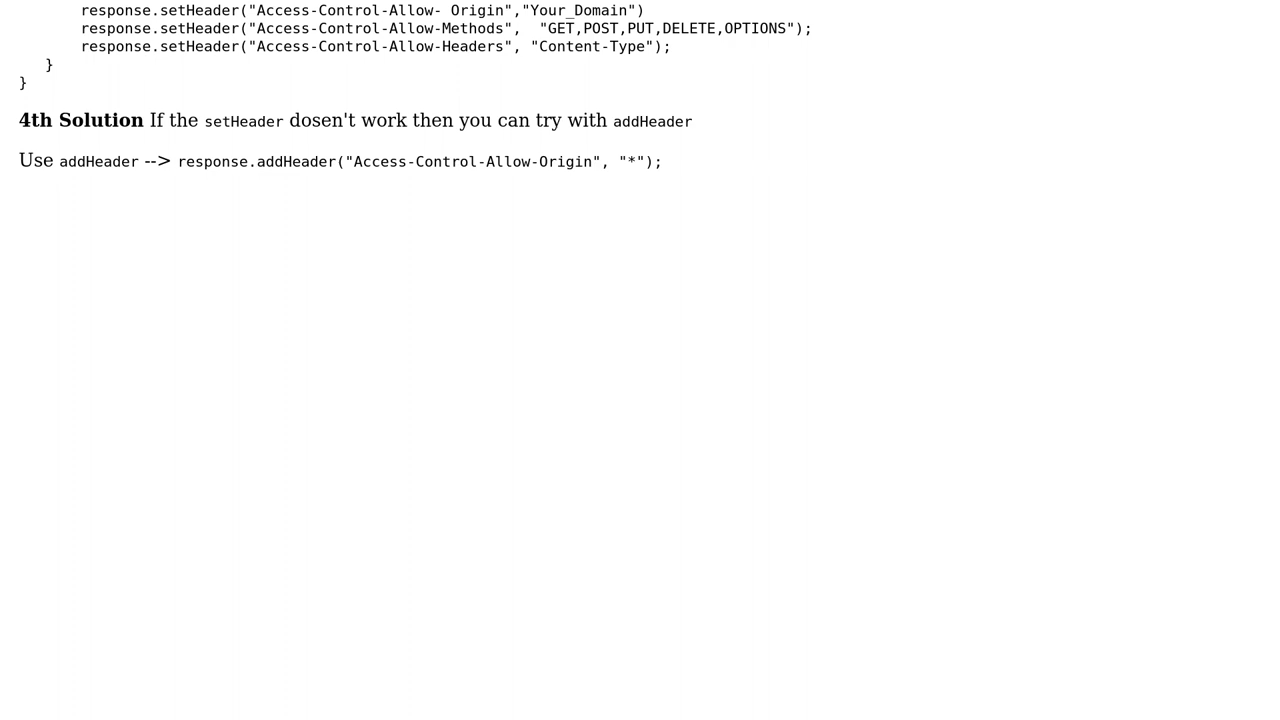 response.setHeader("Access-Control-Allow- Origin","Your_Domain")
response.setHeader("Access-Control-Allow-Methods",  "GET,POST,PUT,DELETE,OPTIONS");
response.setHeader("Access-Control-Allow-Headers", "Content-Type");
}
}
4th Solution If the setHeader dosen't work then you can try with addHeader
Use addHeader --> response.addHeader("Access-Control-Allow-Origin", "*");